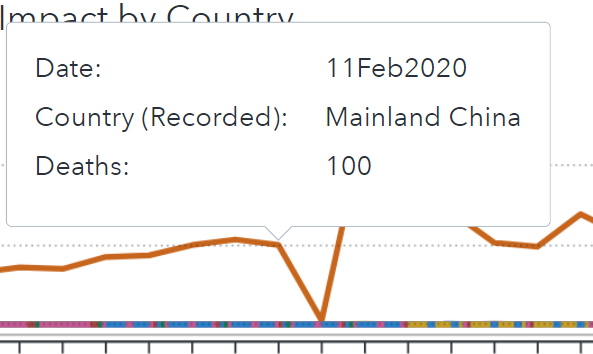 Impact by Country
Date: 11Feb2020
Country (Recorded): Mainland China
Deaths: 100